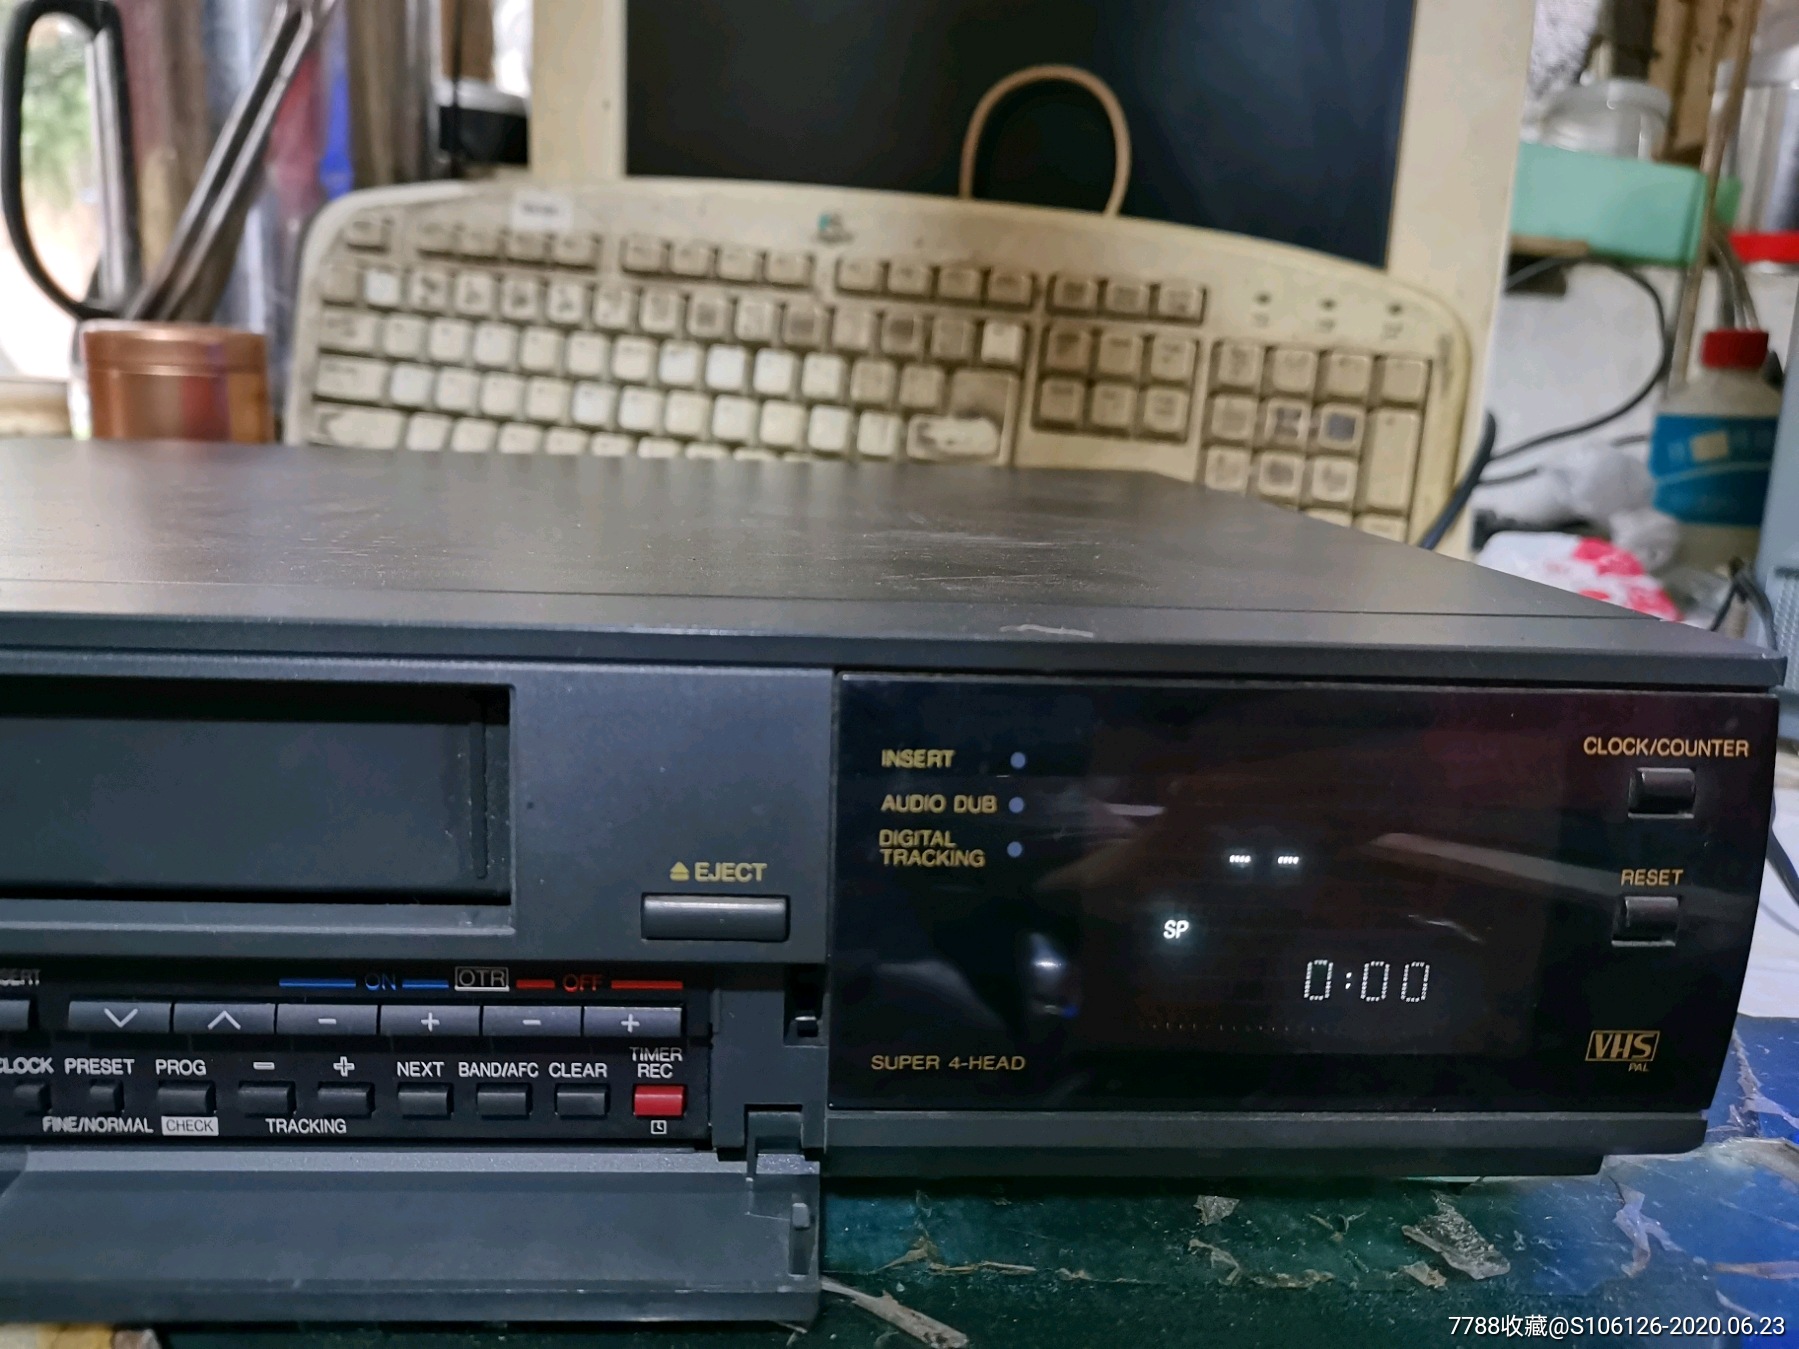 INSERT
AUDIO DUB
DIGITAL
TRACKING
CLOCK/COUNTER
RESET
EJECT
-- --
SP
0:00
SUPER 4-HEAD
VHS
PAL
ON OTR OFF
- + - +
CLOCK PRESET PROG - + NEXT BAND/AFC CLEAR TIMER
REC
FINE/NORMAL CHECK TRACKING
7788收藏@S106126-2020.06.23